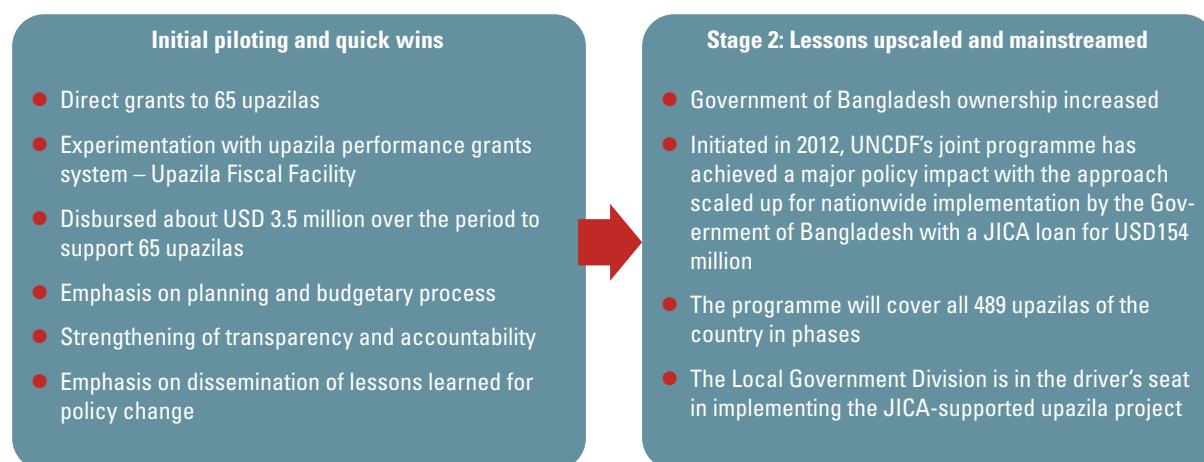 Initial piloting and quick wins
● Direct grants to 65 upazilas
● Experimentation with upazila performance grants
system – Upazila Fiscal Facility
● Disbursed about USD 3.5 million over the period to
support 65 upazilas
● Emphasis on planning and budgetary process
● Strengthening of transparency and accountability
● Emphasis on dissemination of lessons learned for
policy change
Stage 2: Lessons upscaled and mainstreamed
● Government of Bangladesh ownership increased
● Initiated in 2012, UNCDF’s joint programme has
achieved a major policy impact with the approach
scaled up for nationwide implementation by the Gov-
ernment of Bangladesh with a JICA loan for USD154
million
● The programme will cover all 489 upazilas of the
country in phases
● The Local Government Division is in the driver’s seat
in implementing the JICA-supported upazila project